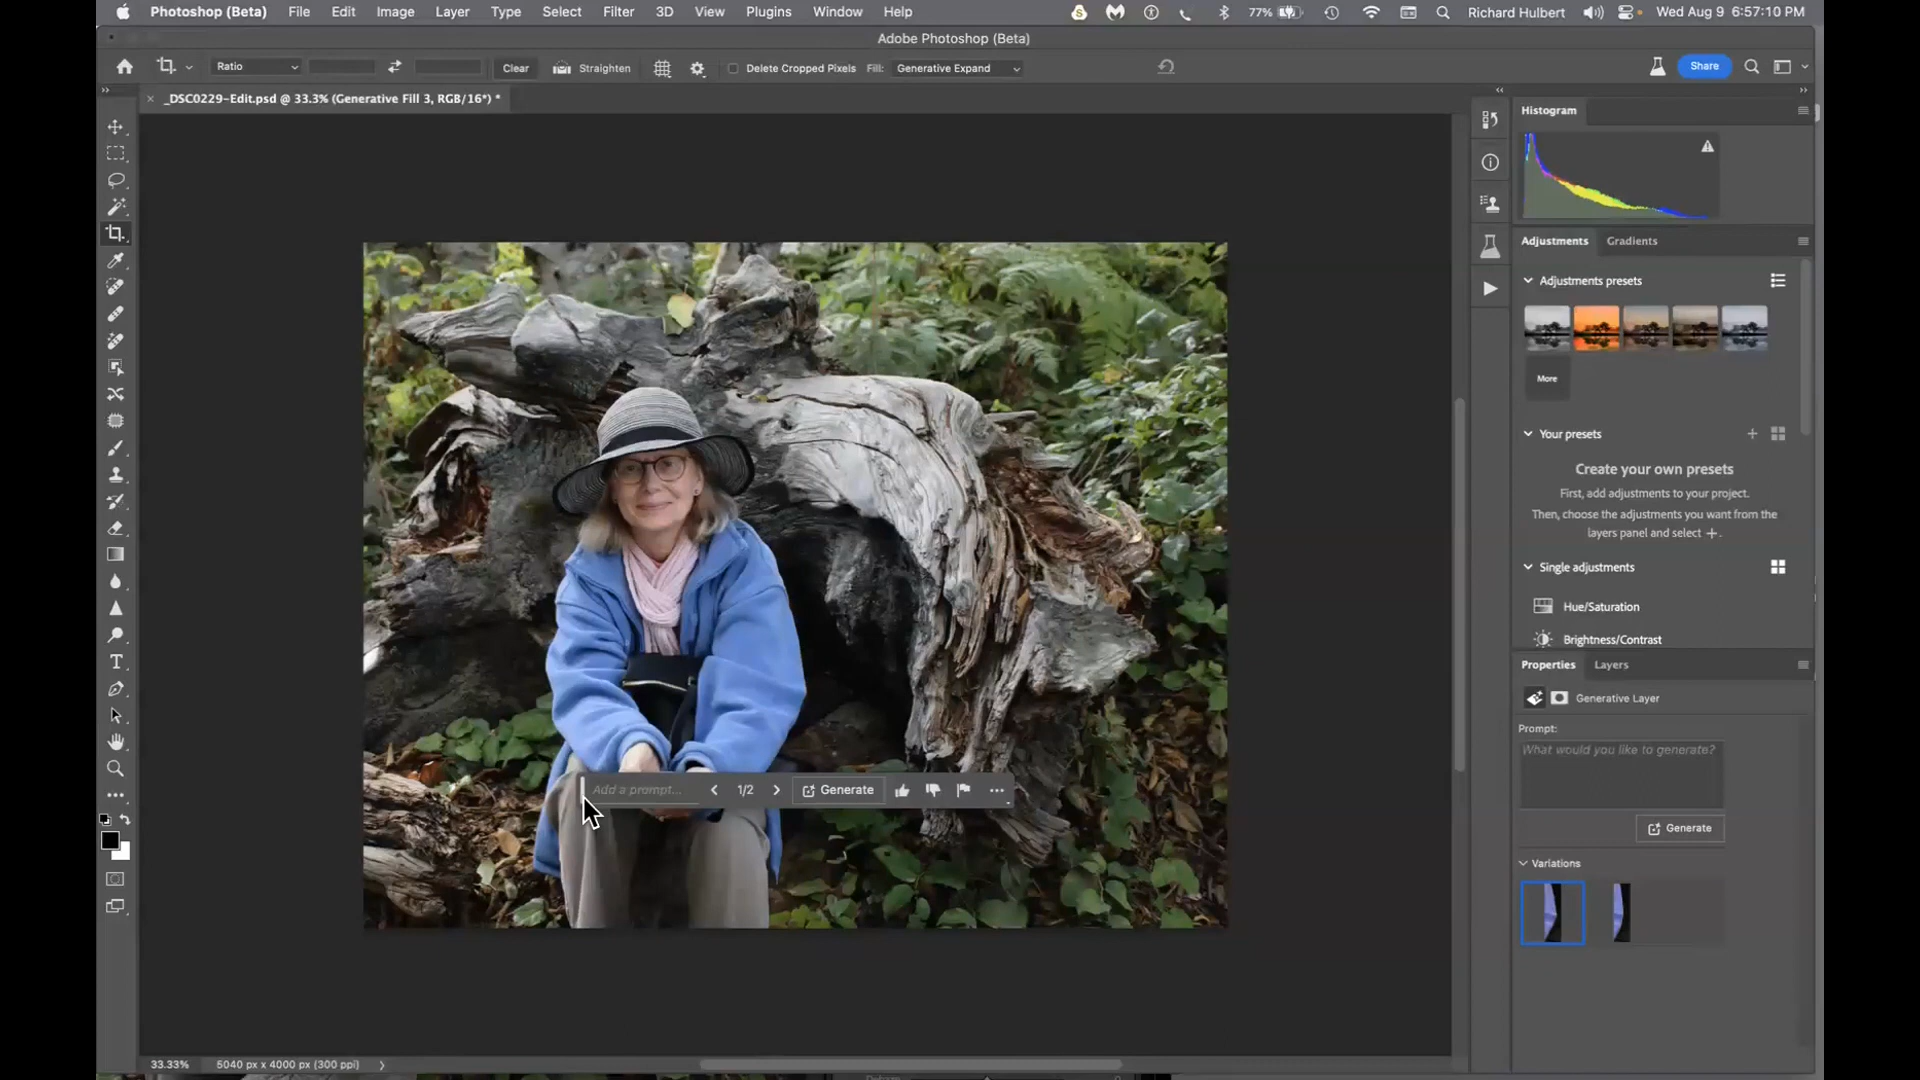 Photoshop (Beta) File Edit Image Layer Type Select Filter 3D View Plugins Window Help 77% Richard Hulbert Wed Aug 9 6:57:10 PM
Adobe Photoshop (Beta)
Ratio Clear Straighten Delete Cropped Pixels Fill: Generative Expand Share
_DSC0229-Edit.psd @ 33.3% (Generative Fill 3, RGB/16*) *
Histogram
Adjustments Gradients
Adjustments presets
More
Your presets
Create your own presets
First, add adjustments to your project.
Then, choose the adjustments you want from the
layers panel and select +.
Single adjustments
Hue/Saturation
Brightness/Contrast
Properties Layers
Generative Layer
Prompt:
What would you like to generate?
Add a prompt... 1/2 Generate
Generate
Variations
33.33% 5040 px x 4000 px (300 ppi)